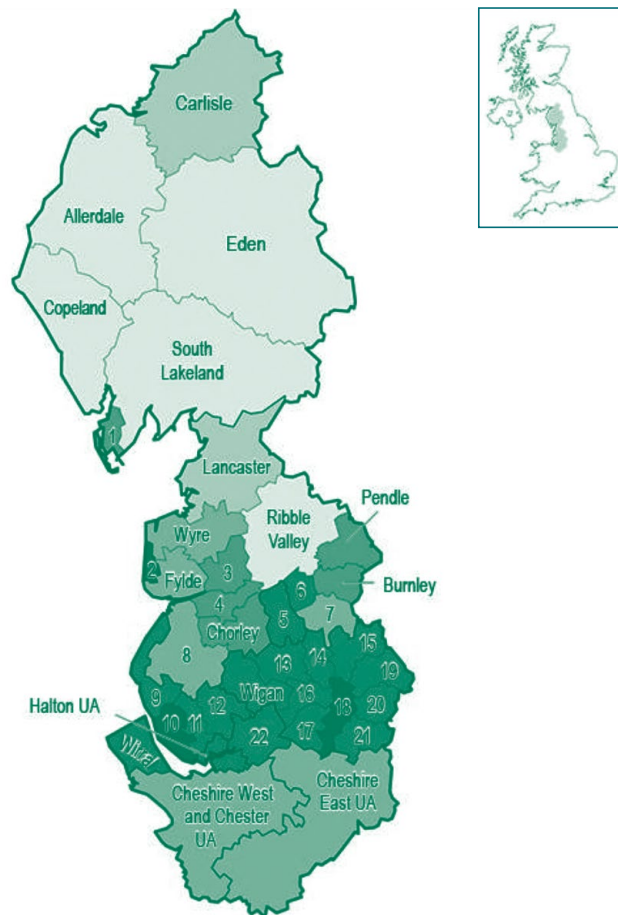 Carlisle
Allerdale
Eden
Copeland
South
Lakeland
1
Lancaster
Pendle
Ribble
Valley
Wyre
2
Fylde
3
Burnley
6
4
5
7
Chorley
8
15
14
13
19
9
Wigan
16
12
20
Halton UA
10
11
18
17
22
21
Wirral
Cheshire
East UA
Cheshire West
and Chester
UA